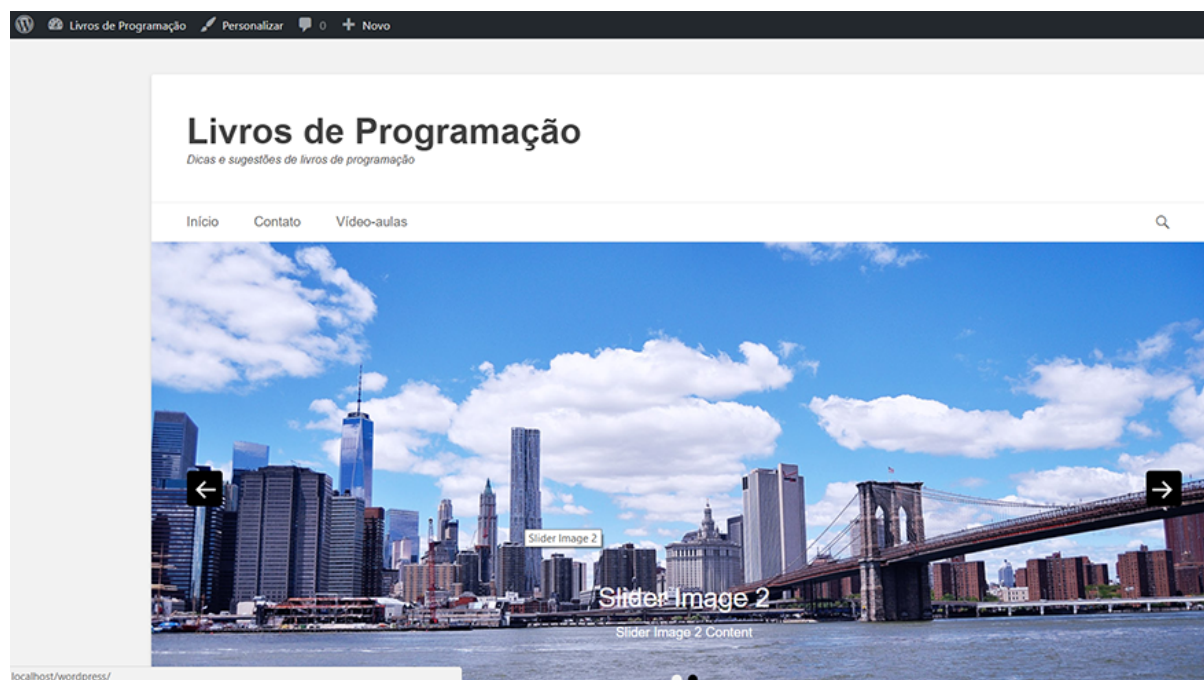 Livros de Programação Personalizar 0 Novo
Livros de Programação
Dicas e sugestões de livros de programação
Início Contato Vídeo-aulas
Slider Image 2
Slider Image 2
Slider Image 2 Content
localhost/wordpress/